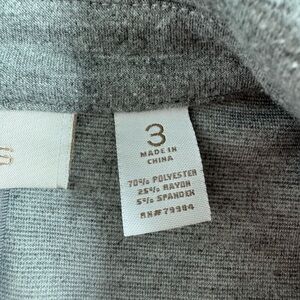 S
3
MADE IN
CHINA
70% POLYESTER
25% RAYON
5% SPANDEX
RN#79984